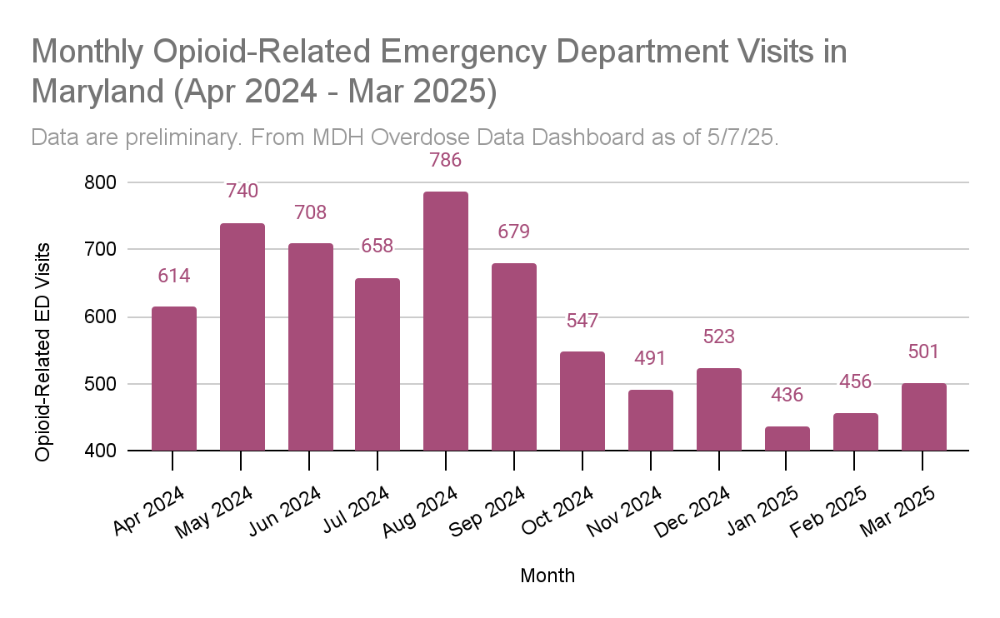 Monthly Opioid-Related Emergency Department Visits in
Maryland (Apr 2024 - Mar 2025)
Data are preliminary. From MDH Overdose Data Dashboard as of 5/7/25.
Opioid-Related ED Visits
800
700
600
500
400
614
740
708
658
786
679
547
491
523
436
456
501
Apr 2024
May 2024
Jun 2024
Jul 2024
Aug 2024
Sep 2024
Oct 2024
Nov 2024
Dec 2024
Jan 2025
Feb 2025
Mar 2025
Month